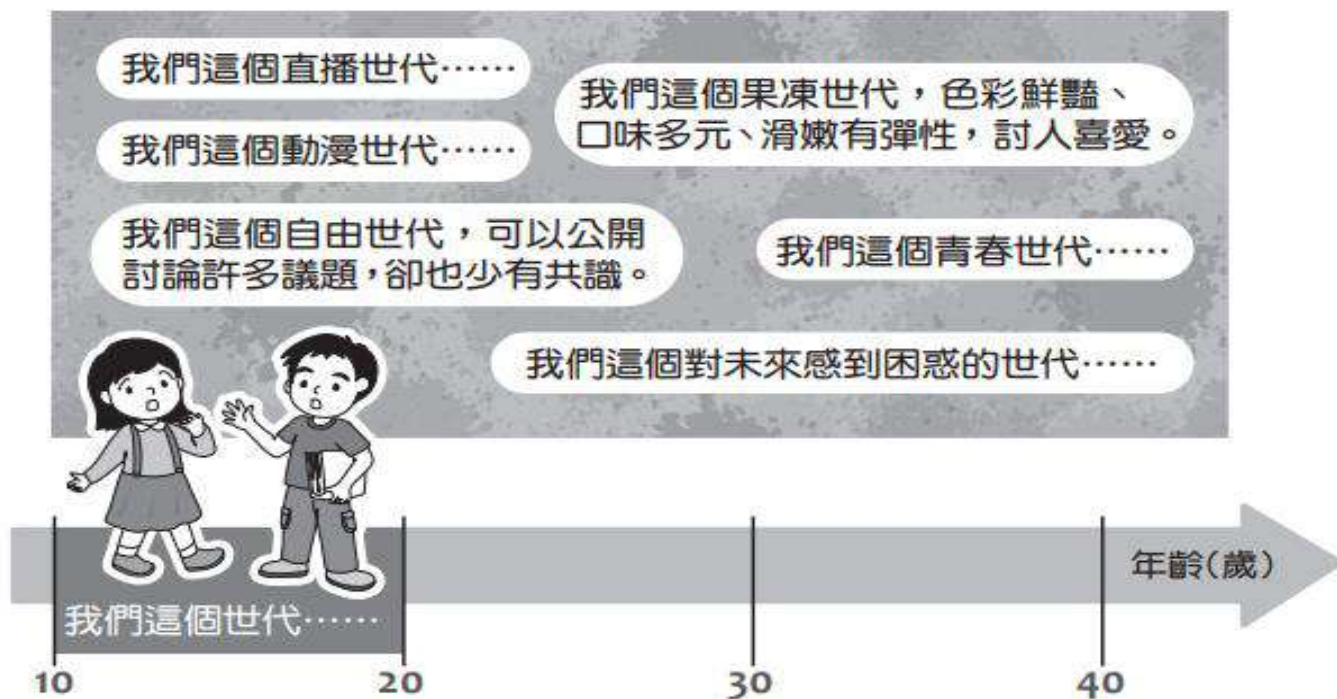 我們這個直播世代……
我們這個果凍世代，色彩鮮豔、
口味多元、滑嫩有彈性，討人喜愛。
我們這個動漫世代……
我們這個自由世代，可以公開
討論許多議題，卻也少有共識。
我們這個青春世代……
我們這個對未來感到困惑的世代……
年齡(歲)
我們這個世代……
10
20
30
40